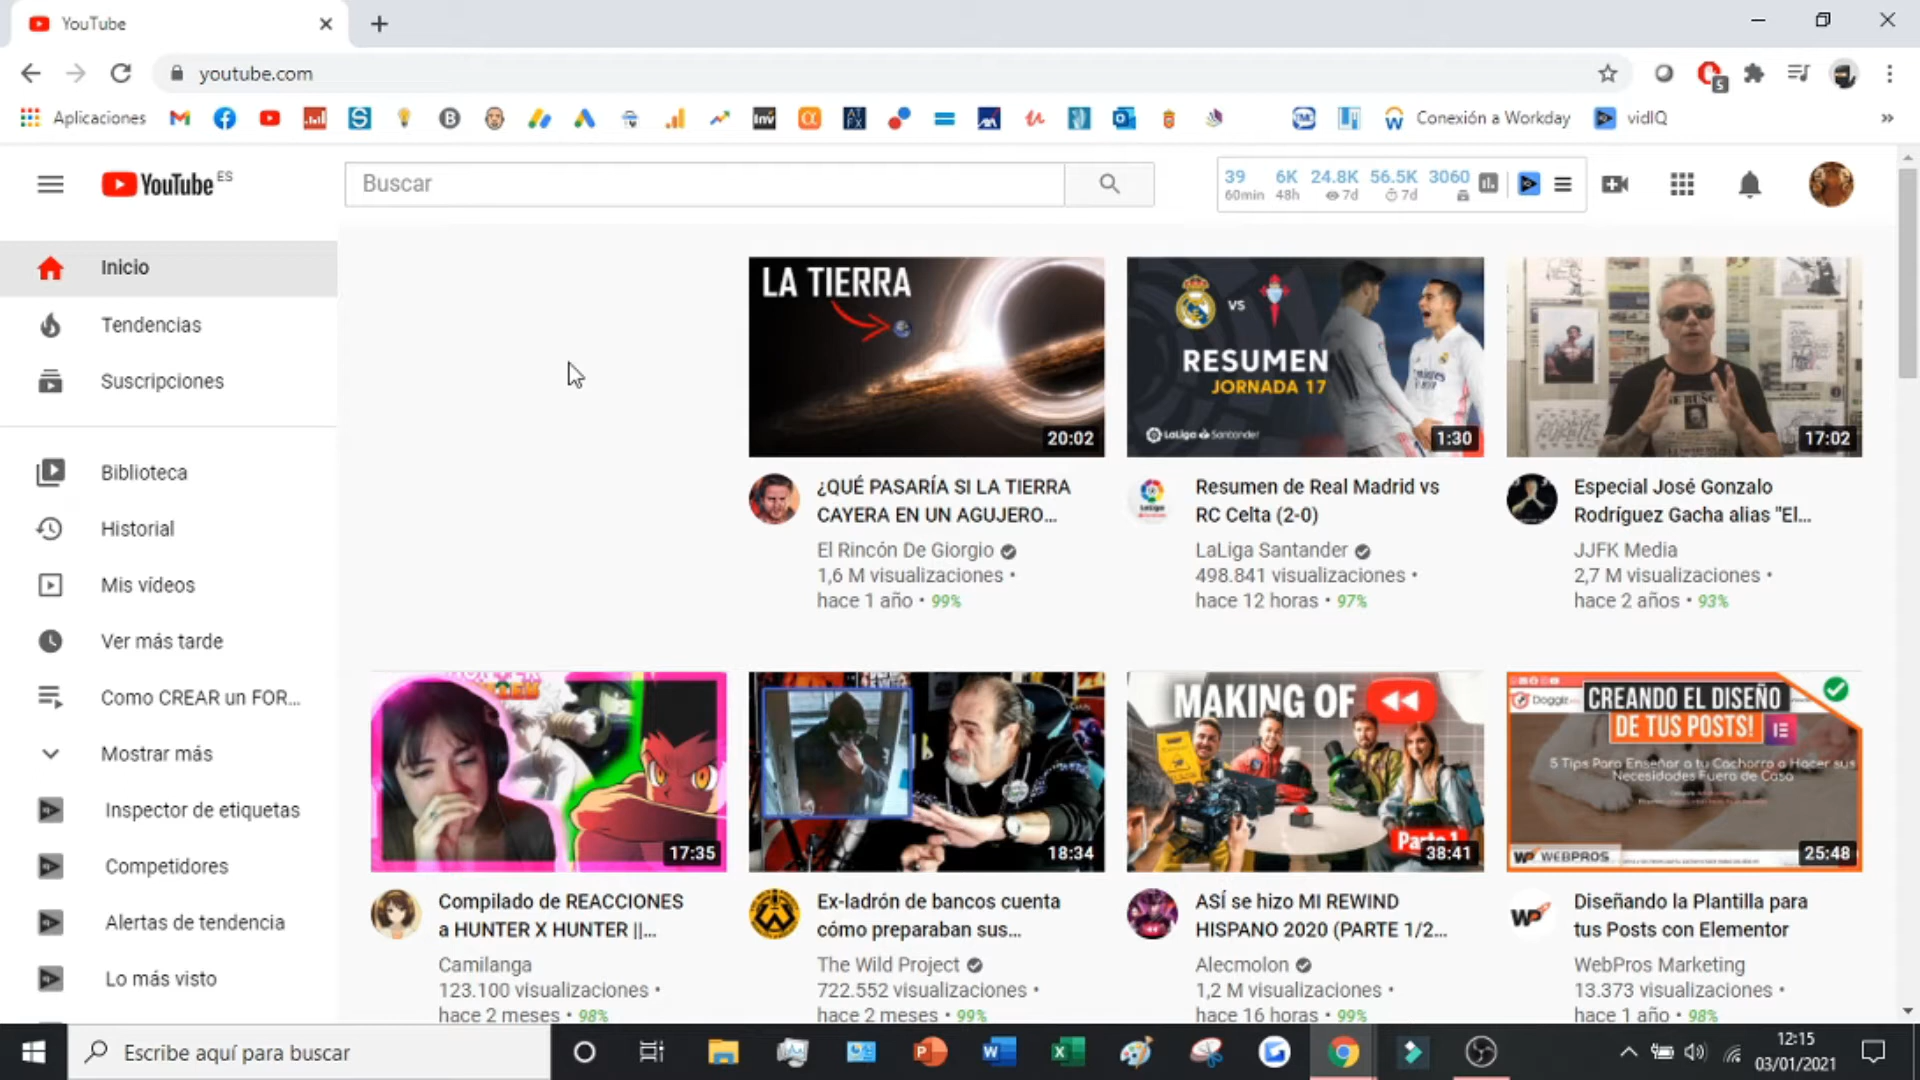 YouTube
youtube.com
Aplicaciones
Conexión a Workday
vidIQ
YouTube ES
Buscar
39 6K 24.8K 56.5K 3060
60min 48h 7d 7d
Inicio
Tendencias
Suscripciones
Biblioteca
Historial
Mis vídeos
Ver más tarde
Como CREAR un FOR...
Mostrar más
Inspector de etiquetas
Competidores
Alertas de tendencia
Lo más visto
LA TIERRA
20:02
¿QUÉ PASARÍA SI LA TIERRA
CAYERA EN UN AGUJERO...
El Rincón De Giorgio
1,6 M visualizaciones •
hace 1 año • 99%
VS
RESUMEN
JORNADA 17
LaLiga Santander
1:30
Resumen de Real Madrid vs
RC Celta (2-0)
LaLiga Santander
498.841 visualizaciones •
hace 12 horas • 97%
17:02
Especial José Gonzalo
Rodríguez Gacha alias "El...
JJFK Media
2,7 M visualizaciones •
hace 2 años • 93%
17:35
Compilado de REACCIONES
a HUNTER X HUNTER ||...
Camilanga
123.100 visualizaciones •
hace 2 meses • 98%
18:34
Ex-ladrón de bancos cuenta
cómo preparaban sus...
The Wild Project
722.552 visualizaciones •
hace 2 meses • 99%
MAKING OF
Parte 1
38:41
ASÍ se hizo MI REWIND
HISPANO 2020 (PARTE 1/2...
Alecmolon
1,2 M visualizaciones •
hace 16 horas • 99%
CREANDO EL DISEÑO
DE TUS POSTS!
5 Tips Para Enseñar a tu Cachorro a Hacer sus
Necesidades Fuera de Casa
WP WEBPROS
25:48
Diseñando la Plantilla para
tus Posts con Elementor
WebPros Marketing
13.373 visualizaciones •
hace 1 año • 98%
Escribe aquí para buscar
12:15
03/01/2021